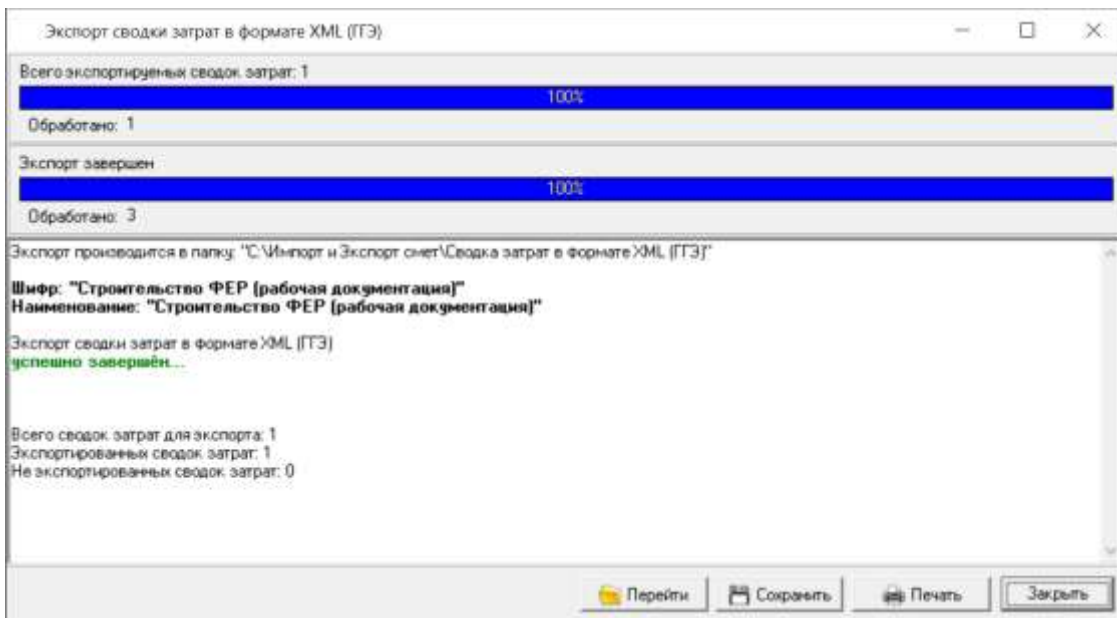 Экспорт сводки затрат в формате XML (ГГЭ)
Всего экспортируемых сводок затрат: 1
100%
Обработано: 1
Экспорт завершен
100%
Обработано: 3
Экспорт производится в папку: "C:\Импорт и Экспорт смет\Сводка затрат в формате XML (ГГЭ)"
Шифр: "Строительство ФЕР (рабочая документация)"
Наименование: "Строительство ФЕР (рабочая документация)"
Экспорт сводки затрат в формате XML (ГГЭ)
успешно завершён...
Всего сводок затрат для экспорта: 1
Экспортированных сводок затрат: 1
Не экспортированных сводок затрат: 0
Перейти Сохранить Печать Закрыть